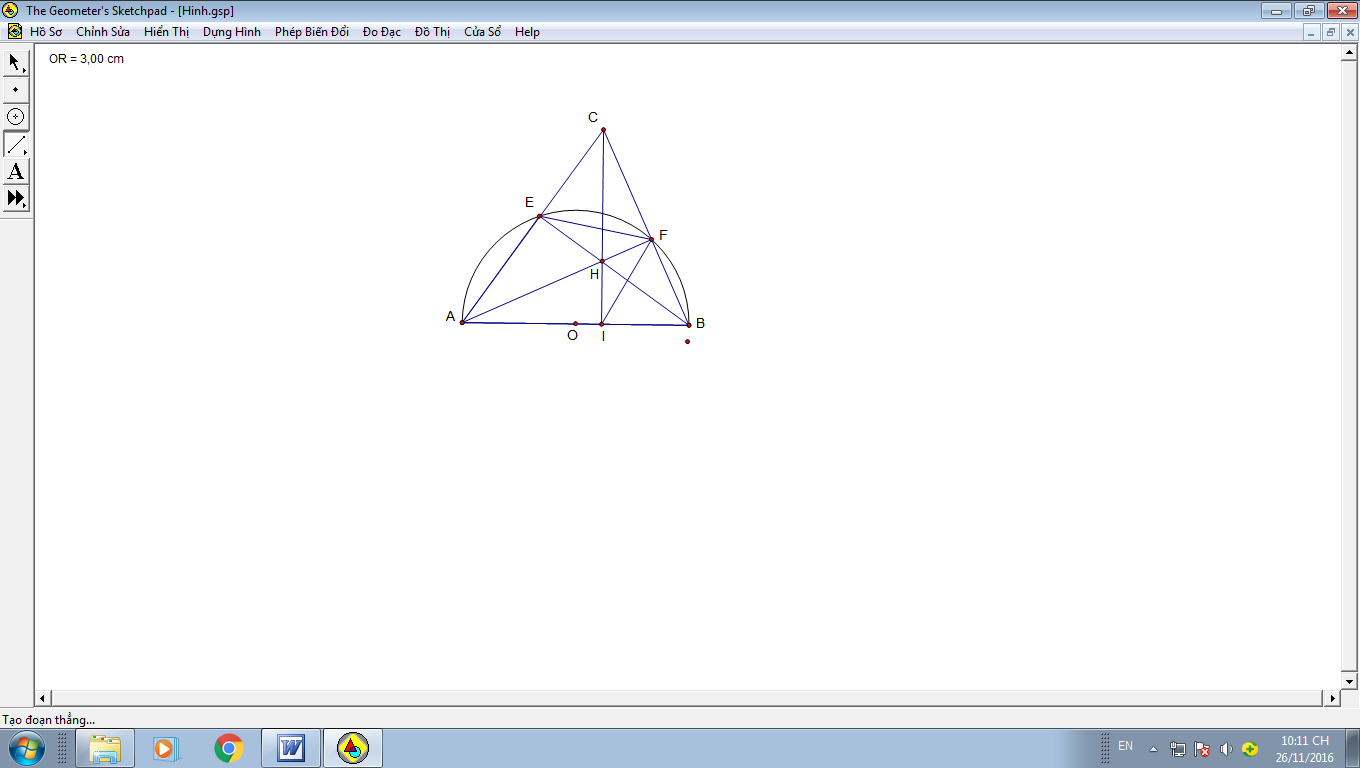 The Geometer's Sketchpad - [Hinh.gsp]
Hồ Sơ Chỉnh Sửa Hiển Thị Dựng Hình Phép Biến Đổi Đo Đạc Đồ Thị Cửa Sổ Help
OR = 3,00 cm
C
E
F
H
A
B
O
I
A
Tạo đoạn thẳng...
W
EN
10:11 CH
26/11/2016